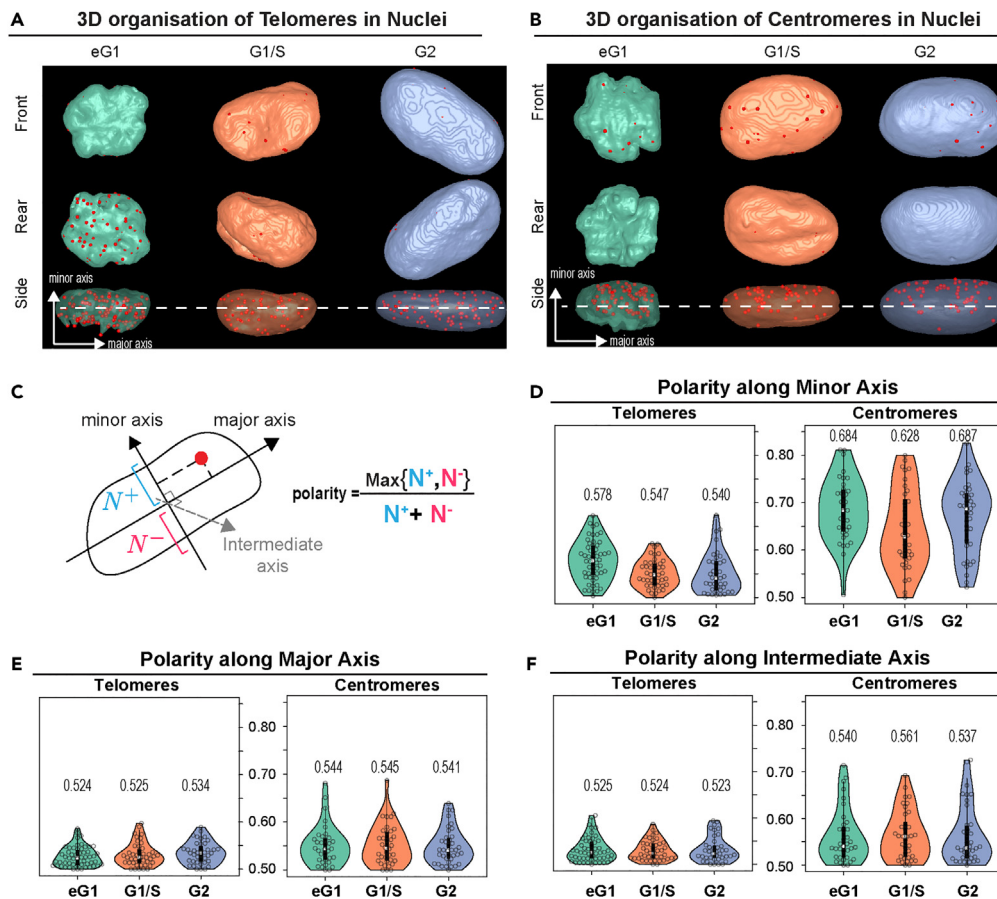 A 3D organisation of Telomeres in Nuclei
eG1 G1/S G2
Front
Rear
Side
minor axis
major axis
B 3D organisation of Centromeres in Nuclei
eG1 G1/S G2
Front
Rear
Side
minor axis
major axis
C
minor axis major axis
N⁺
N⁻
Intermediate
axis
polarity = Max{N⁺,N⁻}
N⁺+ N⁻
D Polarity along Minor Axis
Telomeres Centromeres
0.578 0.547 0.540
0.684 0.628 0.687
0.80
0.70
0.60
0.50
eG1 G1/S G2
eG1 G1/S G2
E Polarity along Major Axis
Telomeres Centromeres
0.524 0.525 0.534
0.544 0.545 0.541
0.80
0.70
0.60
0.50
eG1 G1/S G2
eG1 G1/S G2
F Polarity along Intermediate Axis
Telomeres Centromeres
0.525 0.524 0.523
0.540 0.561 0.537
0.80
0.70
0.60
0.50
eG1 G1/S G2
eG1 G1/S G2